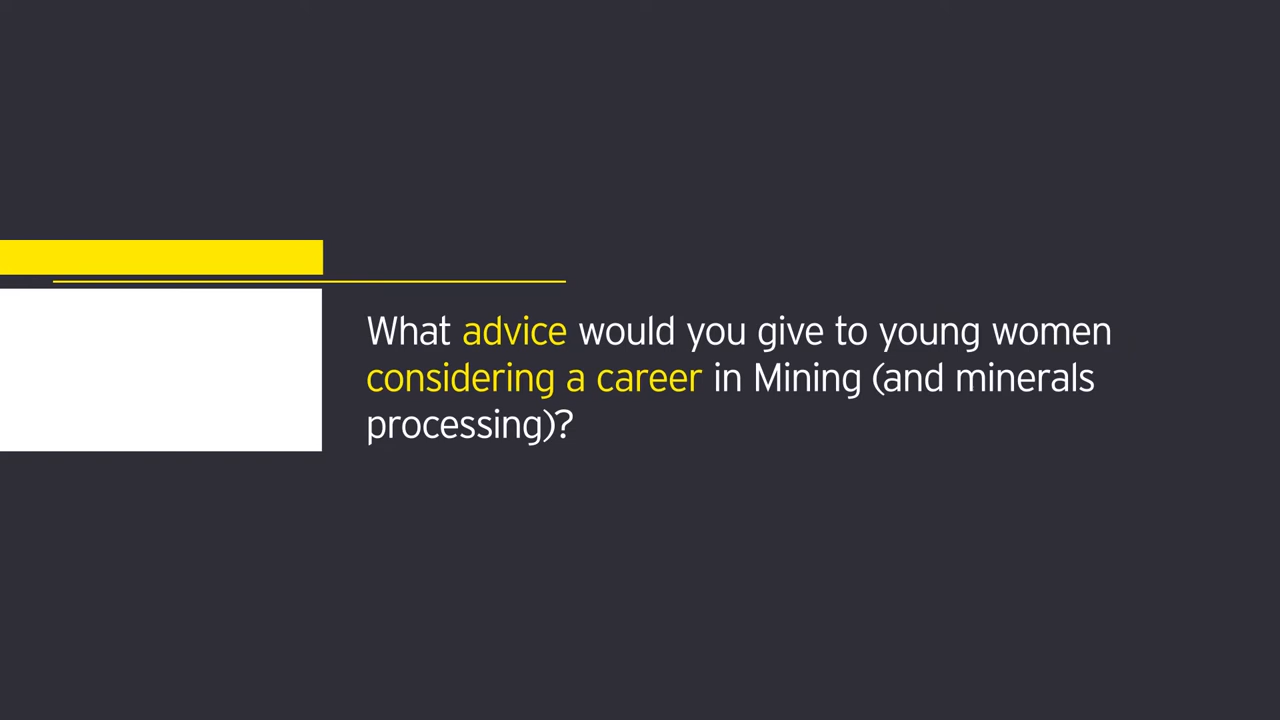 What advice would you give to young women
considering a career in Mining (and minerals
processing)?